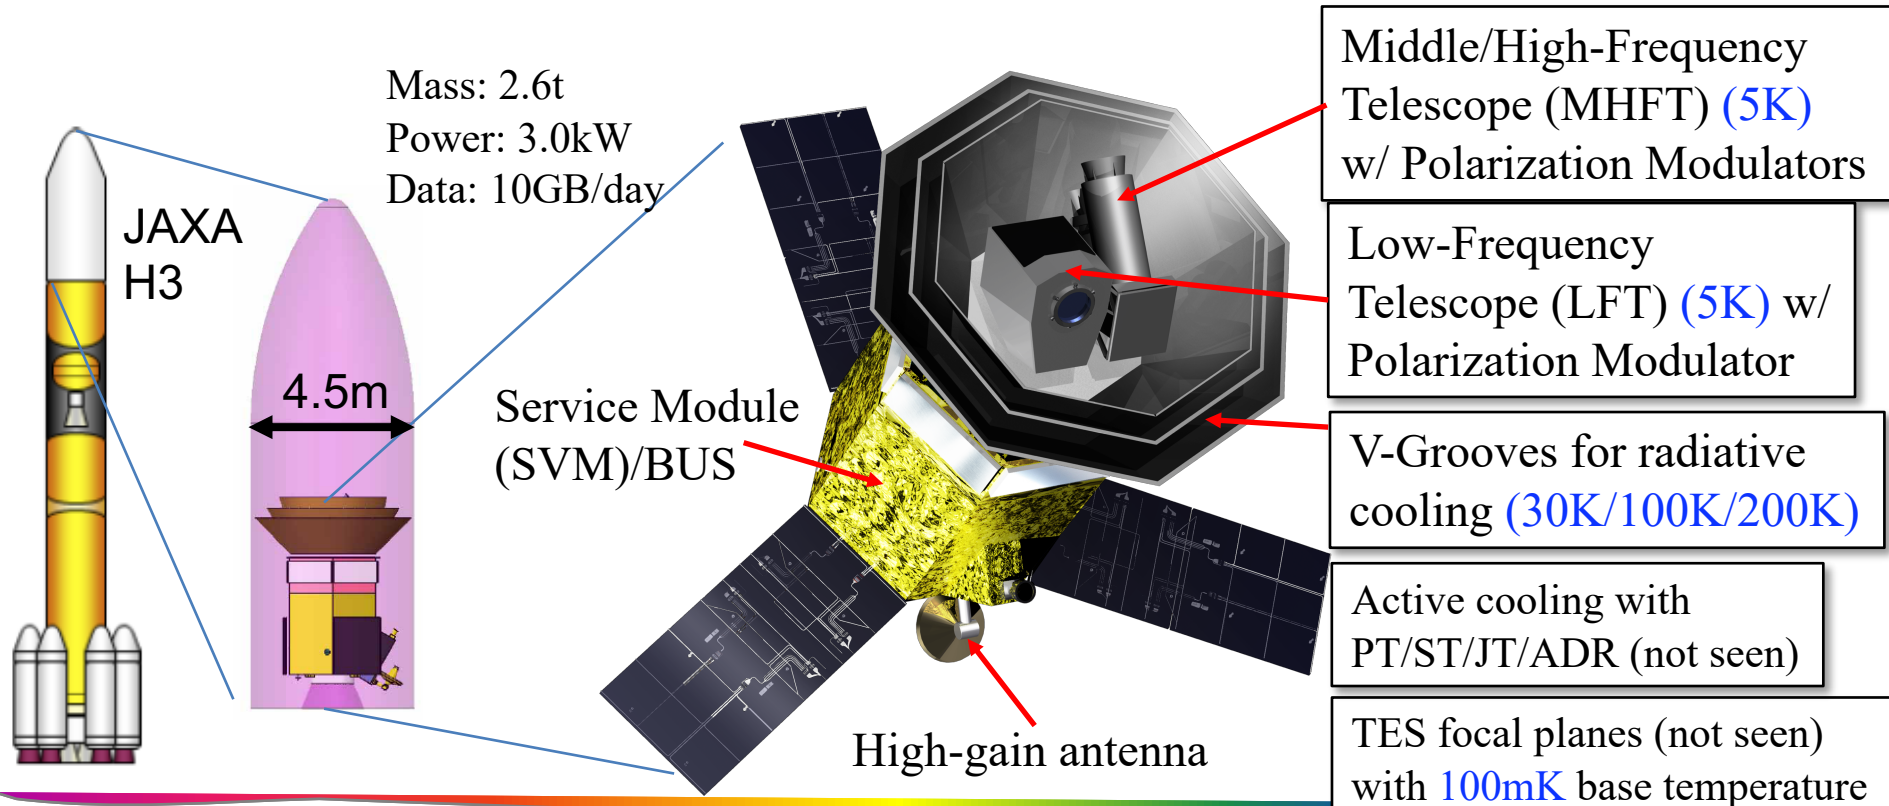 Mass: 2.6t
Power: 3.0kW
Data: 10GB/day
JAXA
H3
4.5m
Service Module
(SVM)/BUS
High-gain antenna
Middle/High-Frequency
Telescope (MHFT) (5K)
w/ Polarization Modulators
Low-Frequency
Telescope (LFT) (5K) w/
Polarization Modulator
V-Grooves for radiative
cooling (30K/100K/200K)
Active cooling with
PT/ST/JT/ADR (not seen)
TES focal planes (not seen)
with 100mK base temperature